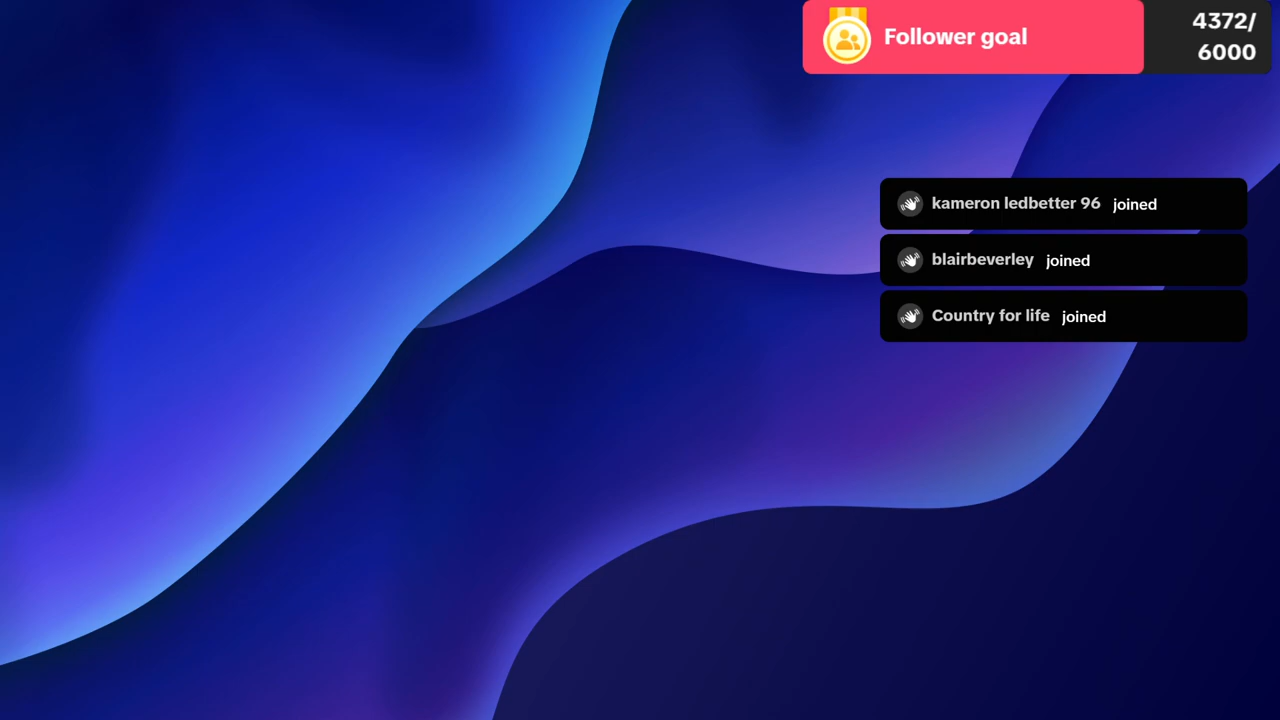 Follower goal
4372/
6000
kameron ledbetter 96 joined
blairbeverley joined
Country for life joined